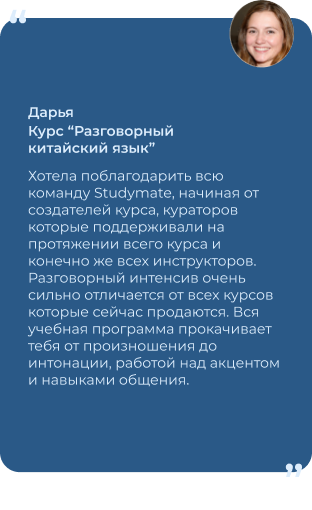 “
Дарья
Курс “Разговорный
китайский язык”
Хотела поблагодарить всю
команду Studymate, начиная от
создателей курса, кураторов
которые поддерживали на
протяжении всего курса и
конечно же всех инструкторов.
Разговорный интенсив очень
сильно отличается от всех курсов
которые сейчас продаются. Вся
учебная программа прокачивает
тебя от произношения до
интонации, работой над акцентом
и навыками общения.
”